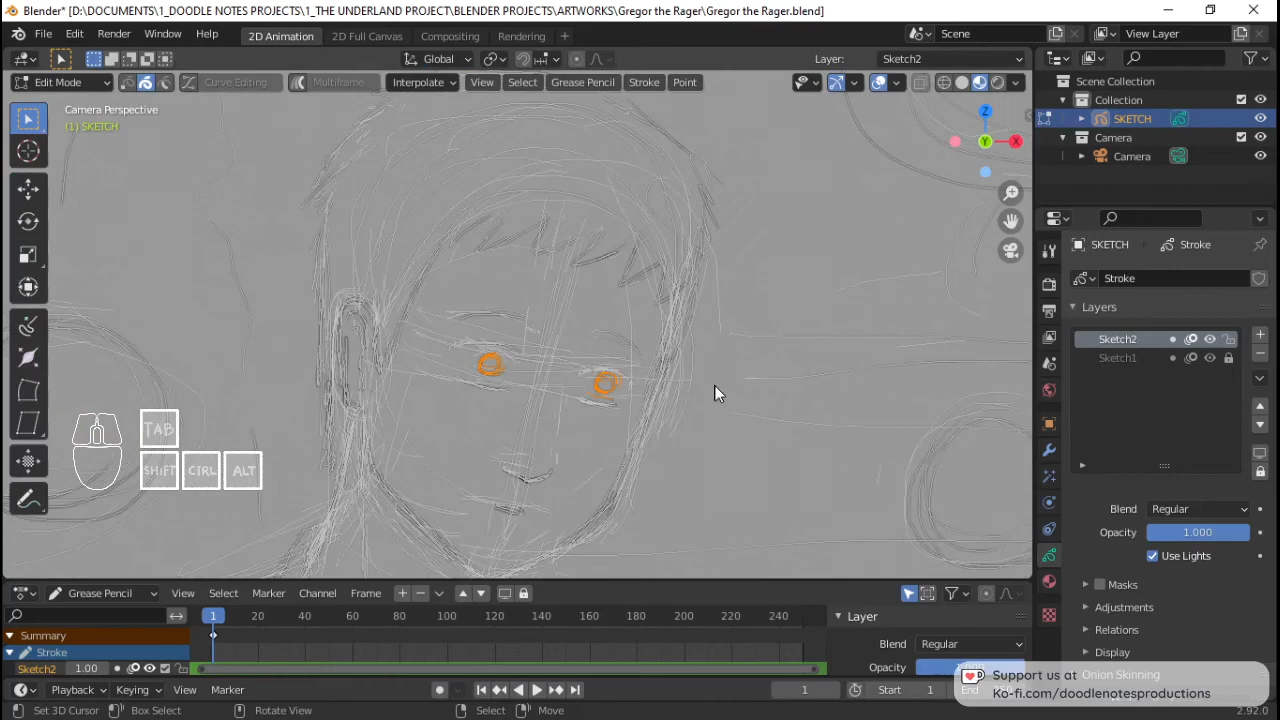 Blender* [D:\DOCUMENTS\1_DOODLE NOTES PROJECTS\1_THE UNDERLAND PROJECT\BLENDER PROJECTS\ARTWORKS\Gregor the Rager\Gregor the Rager.blend]
File Edit Render Window Help 2D Animation 2D Full Canvas Compositing Rendering Scene View Layer
Global Layer: Sketch2
Edit Mode Curve Editing Multiframe Interpolate View Select Grease Pencil Stroke Point
Camera Perspective
(1) SKETCH
Z
Y
X
TAB
SHIFT CTRL ALT
Scene Collection
Collection
SKETCH
Camera
Camera
SKETCH Stroke
Stroke
Layers
Sketch2
Sketch1
Blend Regular
Opacity 1.000
Use Lights
Masks
Adjustments
Relations
Display
Onion Skinning
Grease Pencil View Select Marker Channel Frame
1 20 40 60 80 100 120 140 160 180 200 220 240
Summary
Stroke
Sketch2 1.00
Layer
Blend Regular
Opacity
Playback Keying View Marker 1 Start 1 End
Support us at
Ko-fi.com/doodlenotesproductions
Set 3D Cursor Box Select Rotate View Select Move 2.92.0